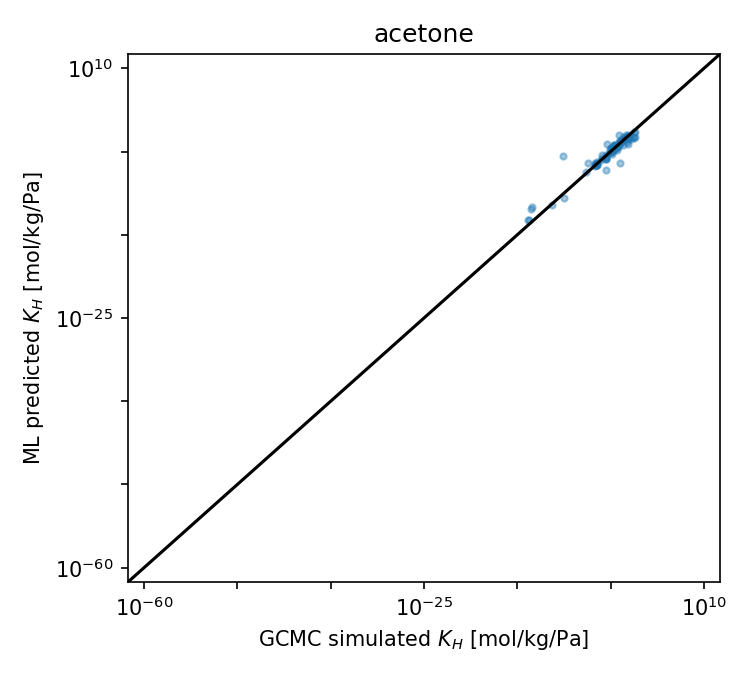 acetone
10^10
10^-25
10^-60
ML predicted K_H [mol/kg/Pa]
10^-60
10^-25
10^10
GCMC simulated K_H [mol/kg/Pa]